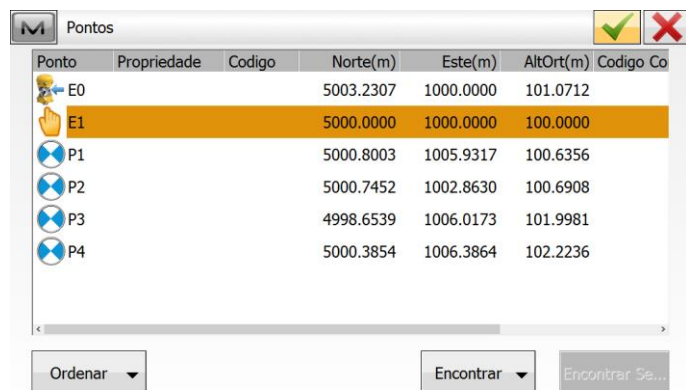 M Pontos
Ponto Propriedade Codigo Norte(m) Este(m) AltOrt(m) Codigo Co
E0 5003.2307 1000.0000 101.0712
E1 5000.0000 1000.0000 100.0000
P1 5000.8003 1005.9317 100.6356
P2 5000.7452 1002.8630 100.6908
P3 4998.6539 1006.0173 101.9981
P4 5000.3854 1006.3864 102.2236
Ordenar Encontrar Encontrar Se...